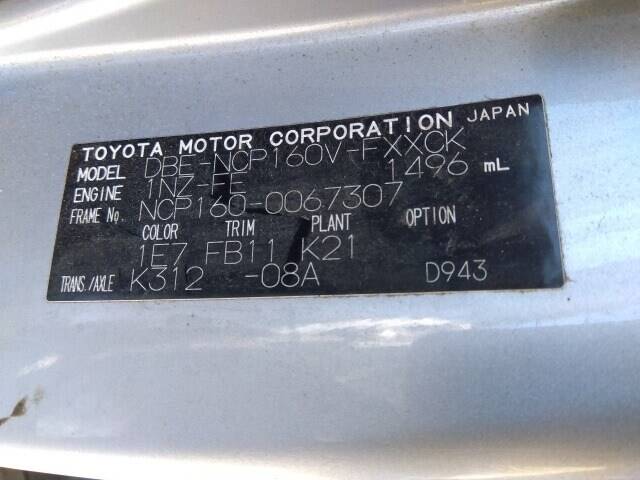 TOYOTA MOTOR CORPORATION JAPAN
MODEL DBE-NCP160V-FXXCK
ENGINE 1NZ-FE 1496 mL
FRAME No. NCP160-0067307
COLOR TRIM PLANT OPTION
1E7 FB11 K21
TRANS./AXLE K312 -08A D943